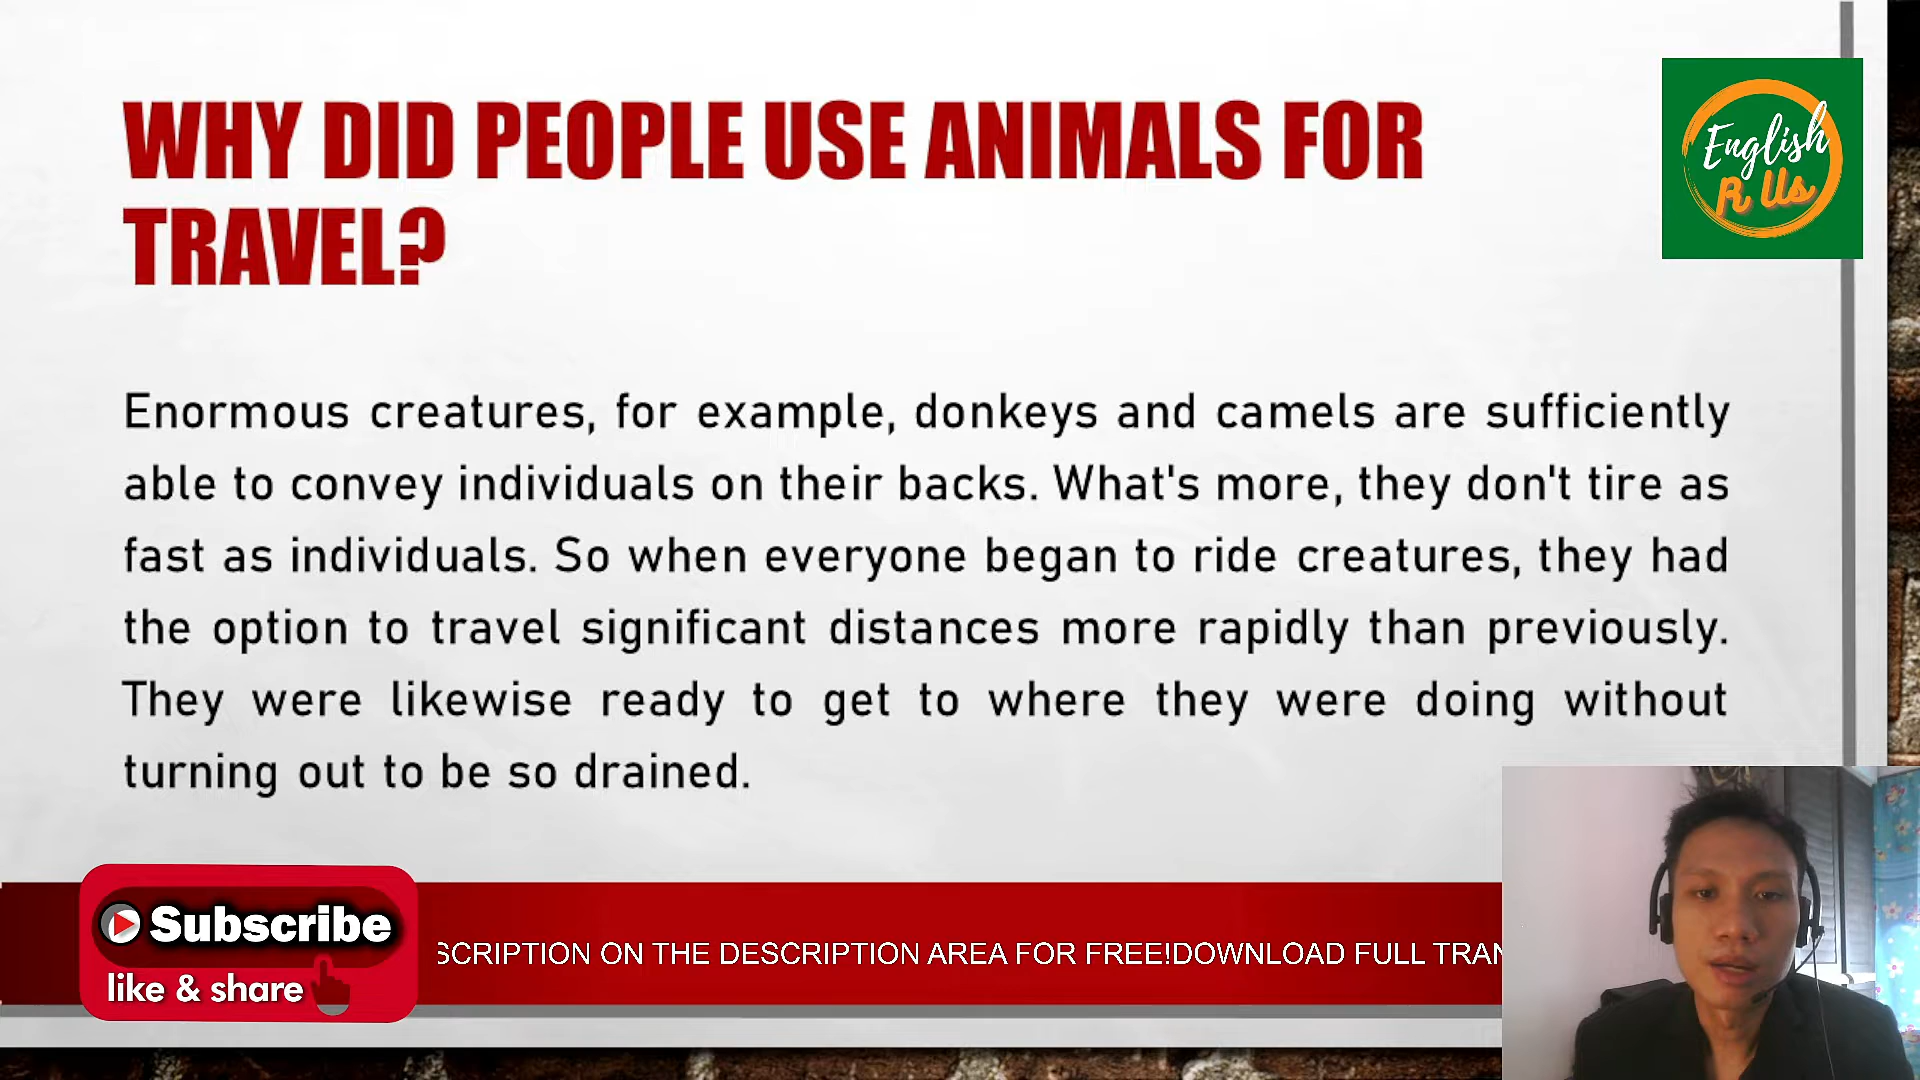 WHY DID PEOPLE USE ANIMALS FOR
TRAVEL?
English
R Us
Enormous creatures, for example, donkeys and camels are sufficiently
able to convey individuals on their backs. What's more, they don't tire as
fast as individuals. So when everyone began to ride creatures, they had
the option to travel significant distances more rapidly than previously.
They were likewise ready to get to where they were doing without
turning out to be so drained.
Subscribe
like & share
SCRIPTION ON THE DESCRIPTION AREA FOR FREE!DOWNLOAD FULL TRAN